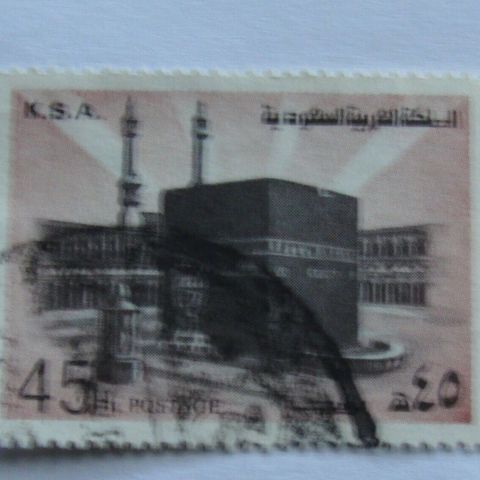 K.S.A.
المملكة العربية السعودية
45 H. POSTAGE
٤٥ هـ